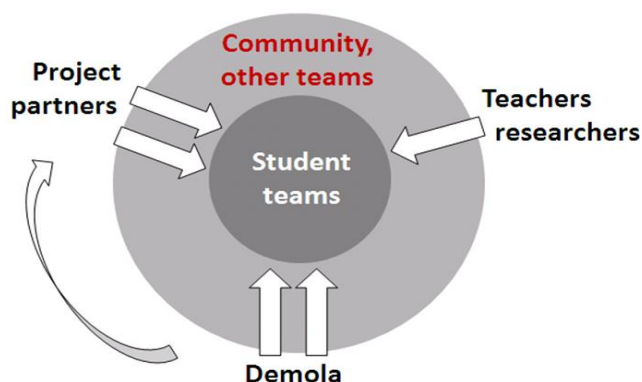 Community,
other teams
Project
partners
Teachers
researchers
Student
teams
Demola